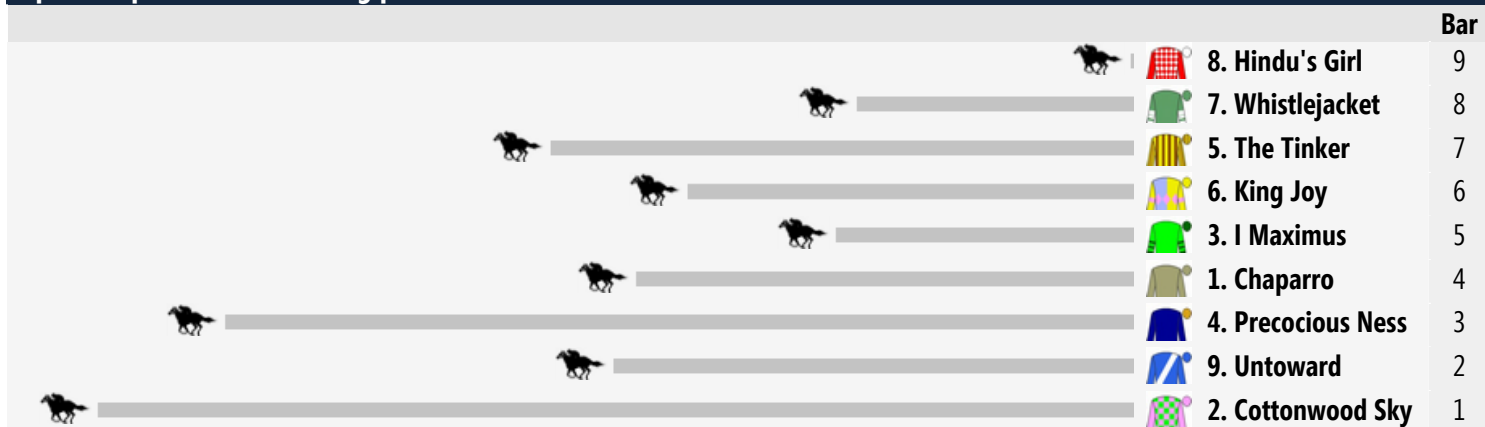 Bar
8. Hindu's Girl 9
7. Whistlejacket 8
5. The Tinker 7
6. King Joy 6
3. I Maximus 5
1. Chaparro 4
4. Precocious Ness 3
9. Untoward 2
2. Cottonwood Sky 1